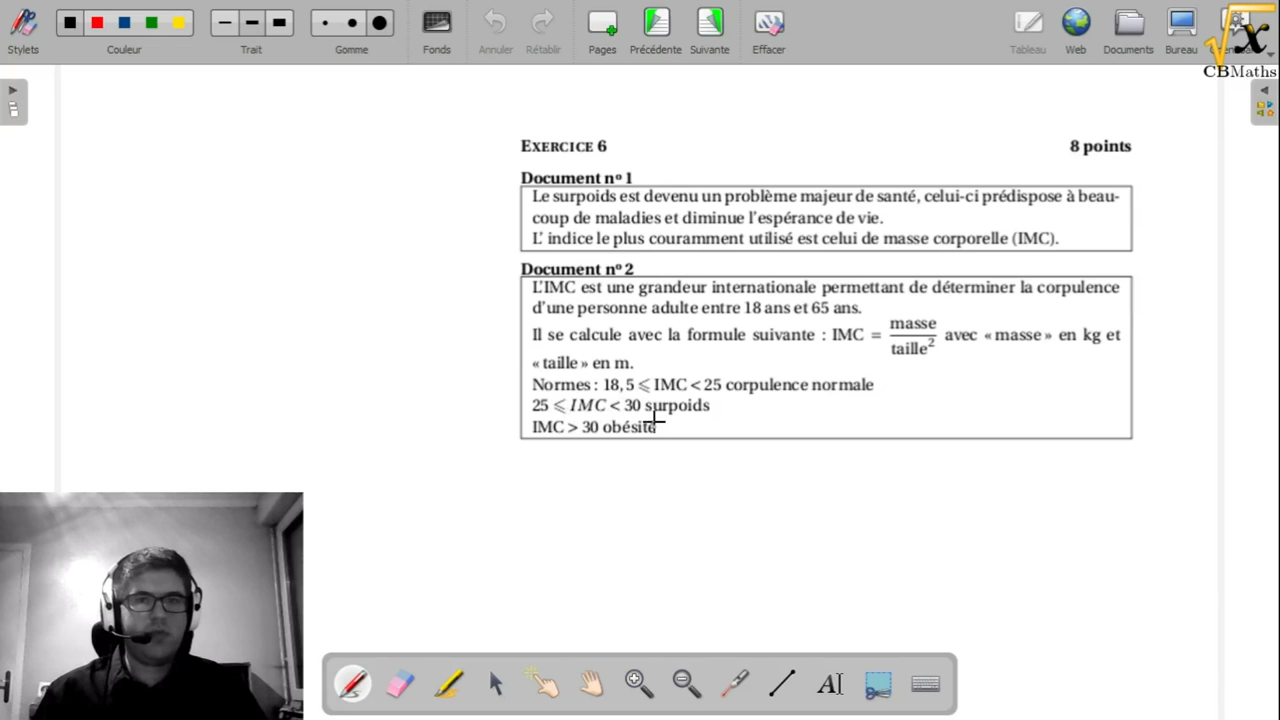 Stylets
Couleur
Trait
Gomme
Fonds
Annuler
Rétablir
Pages
Précédente
Suivante
Effacer
Tableau
Web
Documents
Bureau
CBMaths
EXERCICE 6 8 points
Document nº 1
Le surpoids est devenu un problème majeur de santé, celui-ci prédispose à beau-
coup de maladies et diminue l'espérance de vie.
L' indice le plus couramment utilisé est celui de masse corporelle (IMC).
Document nº 2
L'IMC est une grandeur internationale permettant de déterminer la corpulence
d'une personne adulte entre 18 ans et 65 ans.
Il se calcule avec la formule suivante : IMC = masse / taille² avec « masse » en kg et
« taille » en m.
Normes : 18, 5 ⩽ IMC < 25 corpulence normale
25 ⩽ IMC < 30 surpoids
IMC > 30 obésité